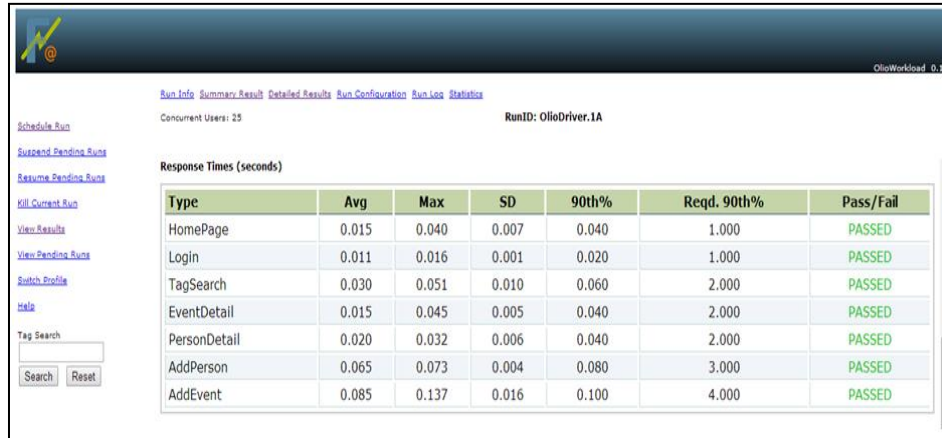 @
OlioWorkload 0.1
Run Info Summary Result Detailed Results Run Configuration Run Log Statistics
Concurrent Users: 25 RunID: OlioDriver.1A
Schedule Run
Suspend Pending Runs
Resume Pending Runs
Kill Current Run
View Results
View Pending Runs
Switch Profile
Help
Tag Search
Search Reset
Response Times (seconds)
Type Avg Max SD 90th% Reqd. 90th% Pass/Fail
HomePage 0.015 0.040 0.007 0.040 1.000 PASSED
Login 0.011 0.016 0.001 0.020 1.000 PASSED
TagSearch 0.030 0.051 0.010 0.060 2.000 PASSED
EventDetail 0.015 0.045 0.005 0.040 2.000 PASSED
PersonDetail 0.020 0.032 0.006 0.040 2.000 PASSED
AddPerson 0.065 0.073 0.004 0.080 3.000 PASSED
AddEvent 0.085 0.137 0.016 0.100 4.000 PASSED